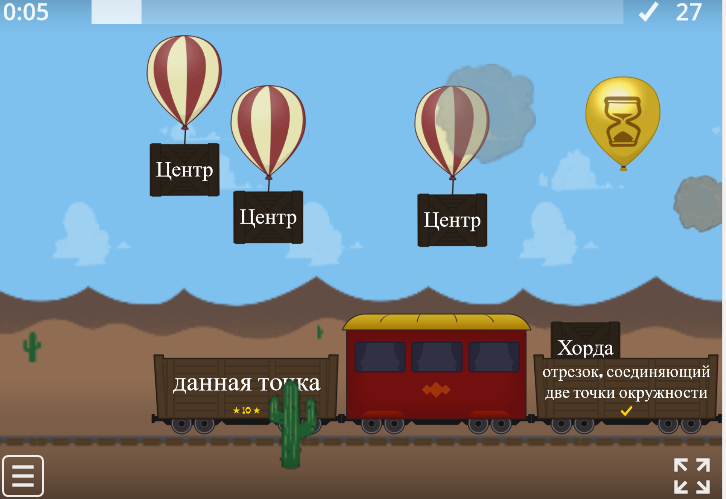 0:05
27
Центр
Центр
Центр
Хорда
данная точка
отрезок, соединяющий
две точки окружности
★10★